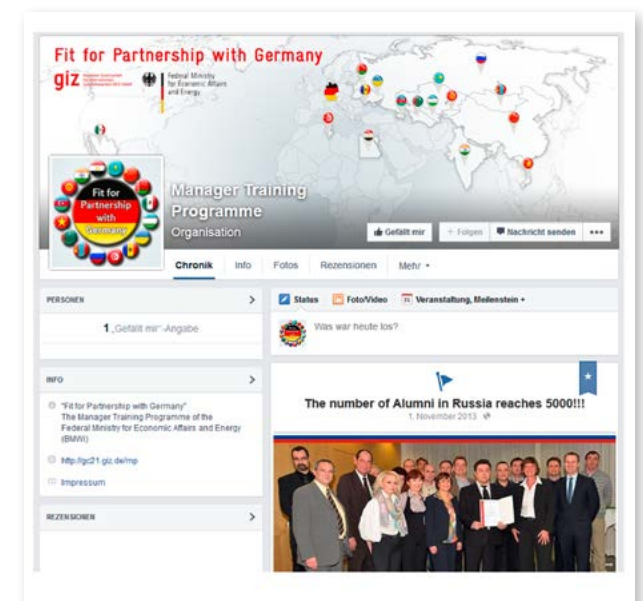 Fit for Partnership with Germany
giz
Federal Ministry
for Economic Affairs
and Energy
Fit for
Partnership
with
Germany
Manager Training
Programme
Organisation
Gefällt mir
+ Folgen
Nachricht senden
Chronik Info Fotos Rezensionen Mehr
PERSONEN
1 „Gefällt mir“-Angabe
Status Foto/Video Veranstaltung, Meilenstein +
Was war heute los?
INFO
"Fit for Partnership with Germany"
The Manager Training Programme of the
Federal Ministry for Economic Affairs and Energy
(BMWi)
http://gc21.giz.de/mp
Impressum
REZENSIONEN
The number of Alumni in Russia reaches 5000!!!
1. November 2013